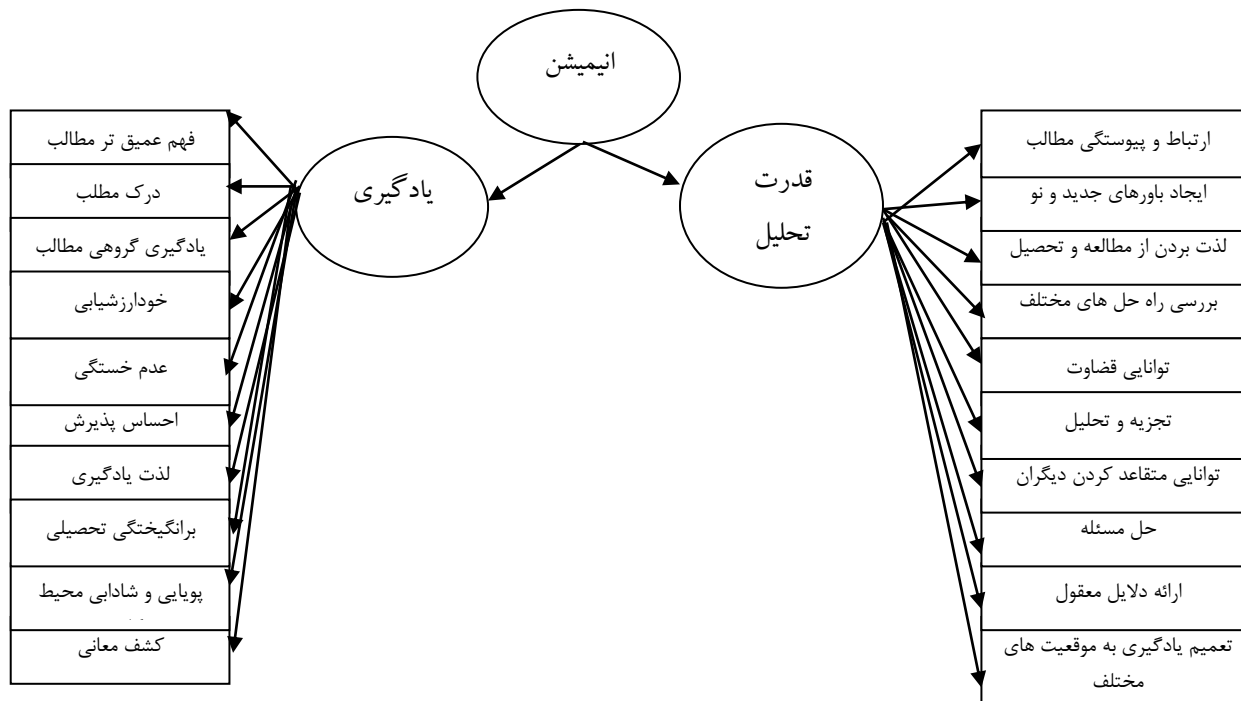 انیمیشن
قدرت
تحلیل
یادگیری
ارتباط و پیوستگی مطالب
ایجاد باورهای جدید و نو
لذت بردن از مطالعه و تحصیل
بررسی راه حل های مختلف
توانایی قضاوت
تجزیه و تحلیل
توانایی متقاعد کردن دیگران
حل مسئله
ارائه دلایل معقول
تعمیم یادگیری به موقعیت های
مختلف
فهم عمیق تر مطالب
درک مطلب
یادگیری گروهی مطالب
خودارزشیابی
عدم خستگی
احساس پذیرش
لذت یادگیری
برانگیختگی تحصیلی
پویایی و شادابی محیط
کشف معانی